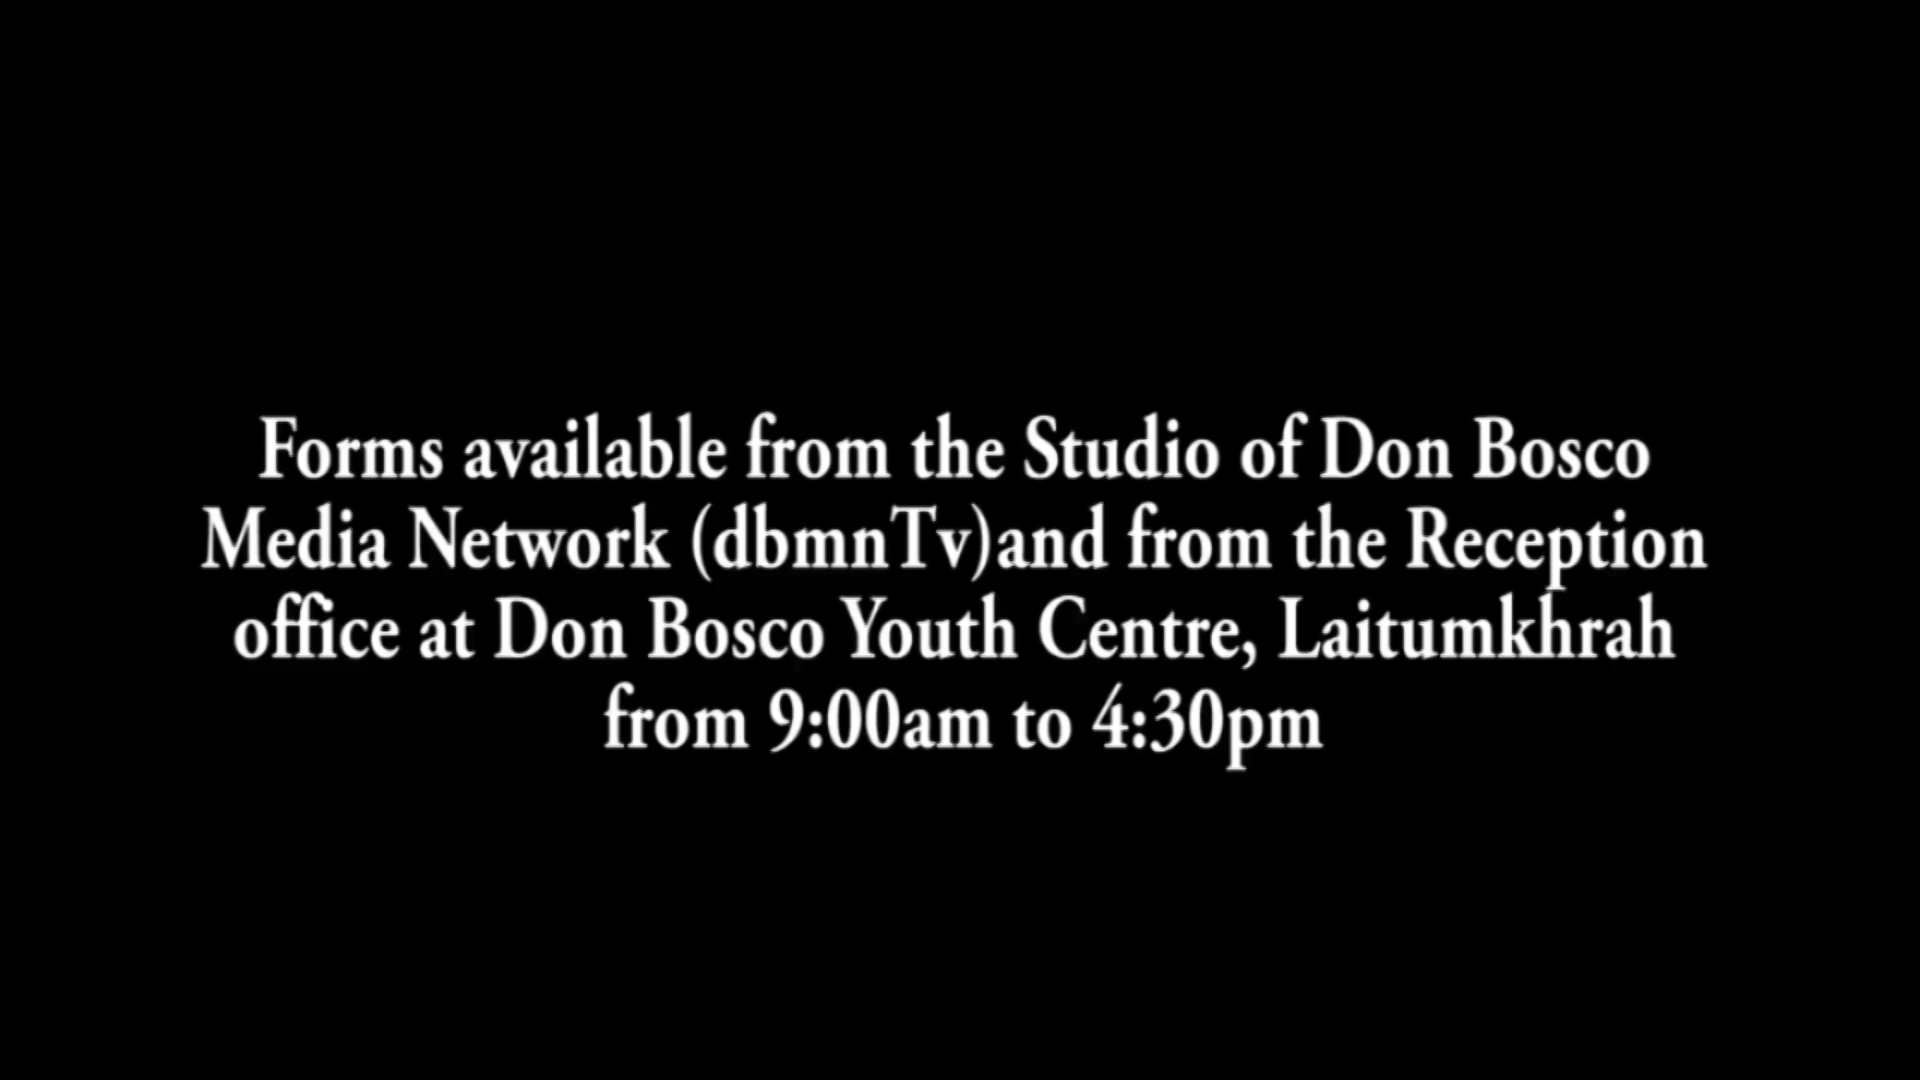 Forms available from the Studio of Don Bosco
Media Network (dbmnTv)and from the Reception
office at Don Bosco Youth Centre, Laitumkhrah
from 9:00am to 4:30pm